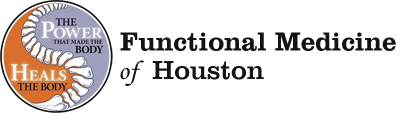 THE
POWER
THAT MADE THE
BODY
HEALS
THE BODY
Functional Medicine
of Houston